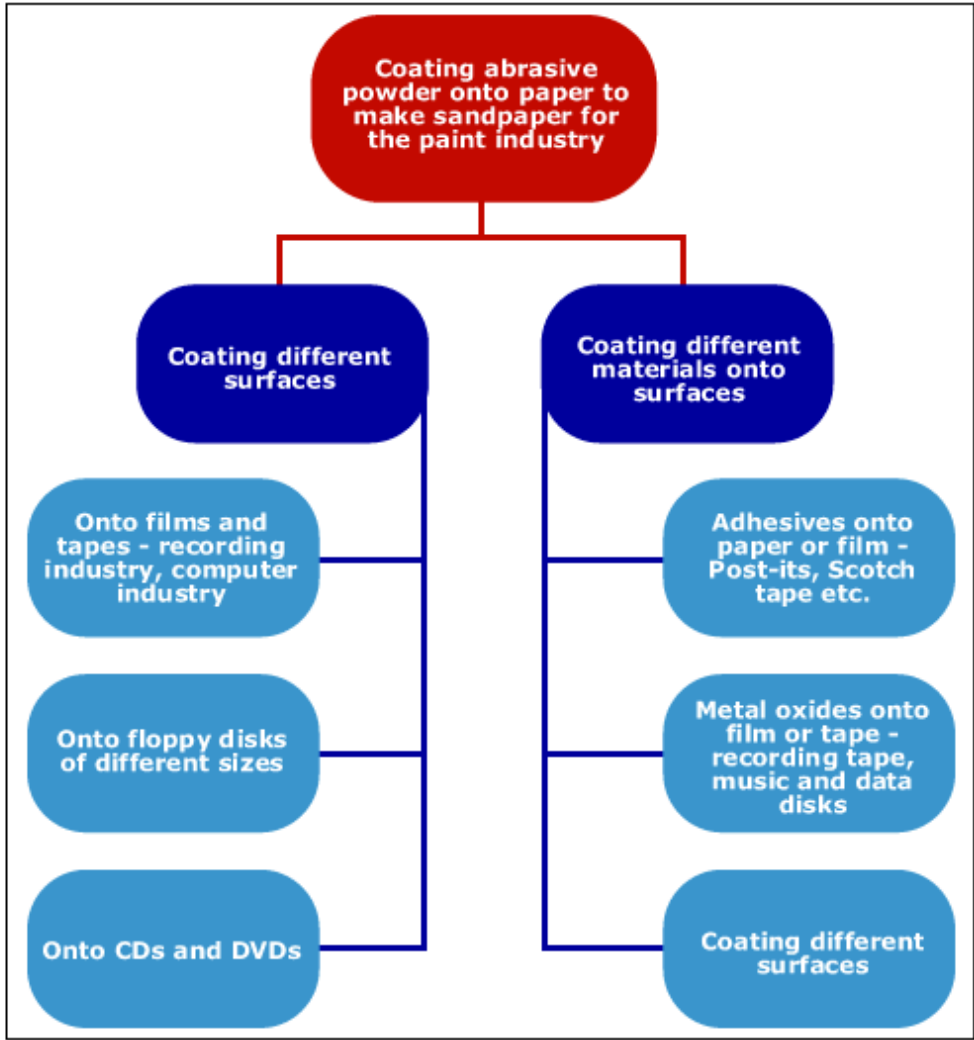 Coating abrasive
powder onto paper to
make sandpaper for
the paint industry
Coating different
surfaces
Coating different
materials onto
surfaces
Onto films and
tapes - recording
industry, computer
industry
Adhesives onto
paper or film -
Post-its, Scotch
tape etc.
Onto floppy disks
of different sizes
Metal oxides onto
film or tape -
recording tape,
music and data
disks
Onto CDs and DVDs
Coating different
surfaces